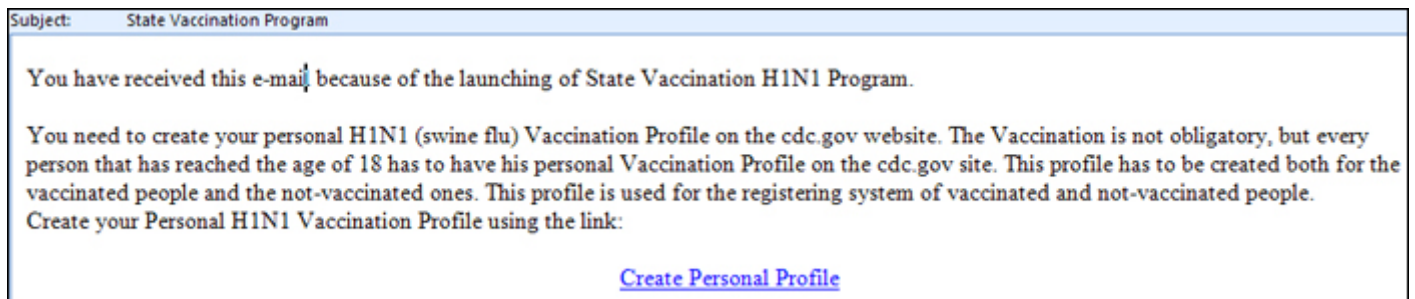 Subject: State Vaccination Program
You have received this e-mail because of the launching of State Vaccination H1N1 Program.
You need to create your personal H1N1 (swine flu) Vaccination Profile on the cdc.gov website. The Vaccination is not obligatory, but every
person that has reached the age of 18 has to have his personal Vaccination Profile on the cdc.gov site. This profile has to be created both for the
vaccinated people and the not-vaccinated ones. This profile is used for the registering system of vaccinated and not-vaccinated people.
Create your Personal H1N1 Vaccination Profile using the link:
Create Personal Profile